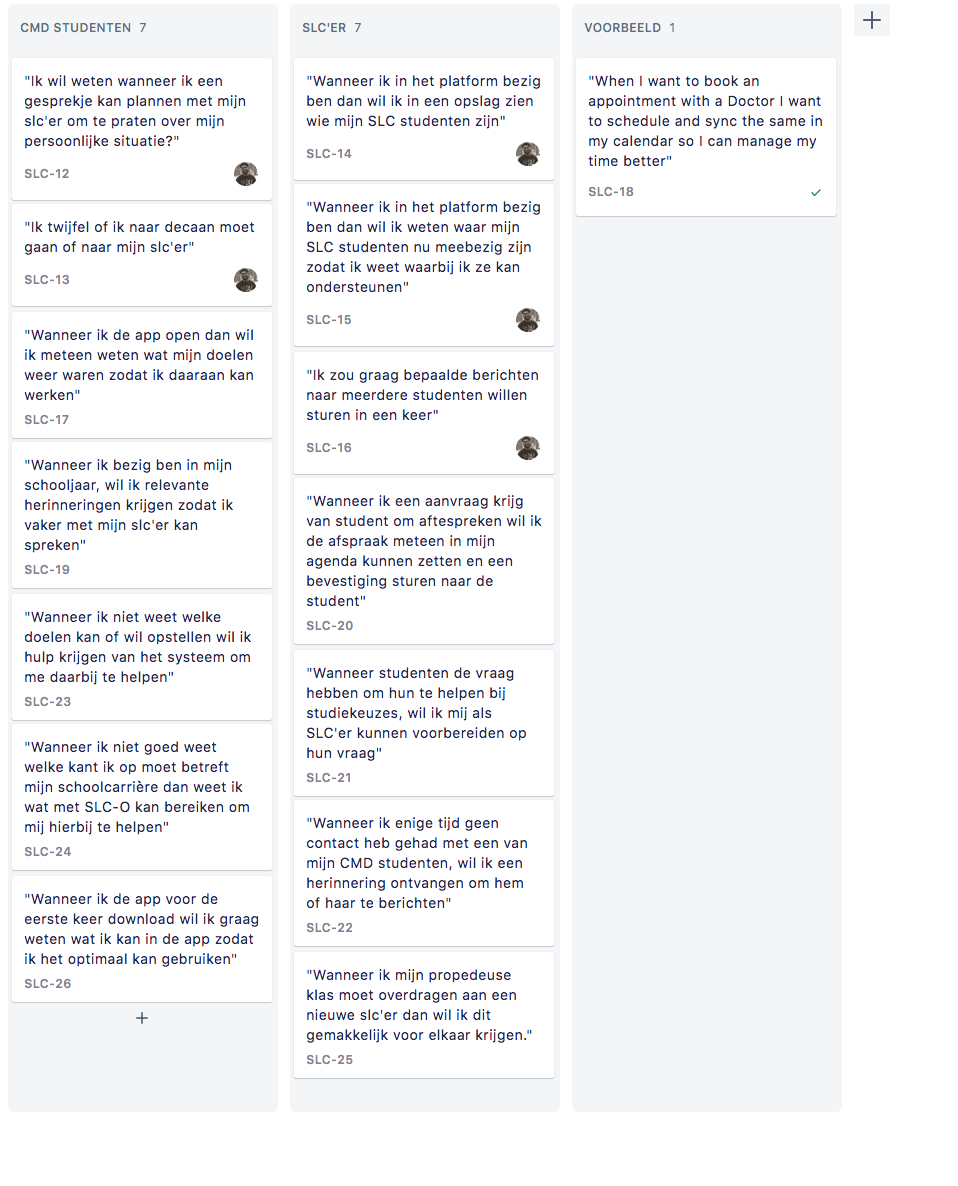 CMD STUDENTEN 7
"Ik wil weten wanneer ik een
gesprekje kan plannen met mijn
slc'er om te praten over mijn
persoonlijke situatie?"
SLC-12
"Ik twijfel of ik naar decaan moet
gaan of naar mijn slc'er"
SLC-13
"Wanneer ik de app open dan wil
ik meteen weten wat mijn doelen
weer waren zodat ik daaraan kan
werken"
SLC-17
"Wanneer ik bezig ben in mijn
schooljaar, wil ik relevante
herinneringen krijgen zodat ik
vaker met mijn slc'er kan
spreken"
SLC-19
"Wanneer ik niet weet welke
doelen kan of wil opstellen wil ik
hulp krijgen van het systeem om
me daarbij te helpen"
SLC-23
"Wanneer ik niet goed weet
welke kant ik op moet betreft
mijn schoolcarrière dan weet ik
wat met SLC-O kan bereiken om
mij hierbij te helpen"
SLC-24
"Wanneer ik de app voor de
eerste keer download wil ik graag
weten wat ik kan in de app zodat
ik het optimaal kan gebruiken"
SLC-26
SLC'ER 7
"Wanneer ik in het platform bezig
ben dan wil ik in een opslag zien
wie mijn SLC studenten zijn"
SLC-14
"Wanneer ik in het platform bezig
ben dan wil ik weten waar mijn
SLC studenten nu meebezig zijn
zodat ik weet waarbij ik ze kan
ondersteunen"
SLC-15
"Ik zou graag bepaalde berichten
naar meerdere studenten willen
sturen in een keer"
SLC-16
"Wanneer ik een aanvraag krijg
van student om aftespreken wil ik
de afspraak meteen in mijn
agenda kunnen zetten en een
bevestiging sturen naar de
student"
SLC-20
"Wanneer studenten de vraag
hebben om hun te helpen bij
studiekeuzes, wil ik mij als
SLC'er kunnen voorbereiden op
hun vraag"
SLC-21
"Wanneer ik enige tijd geen
contact heb gehad met een van
mijn CMD studenten, wil ik een
herinnering ontvangen om hem
of haar te berichten"
SLC-22
"Wanneer ik mijn propedeuse
klas moet overdragen aan een
nieuwe slc'er dan wil ik dit
gemakkelijk voor elkaar krijgen."
SLC-25
VOORBEELD 1
"When I want to book an
appointment with a Doctor I want
to schedule and sync the same in
my calendar so I can manage my
time better"
SLC-18